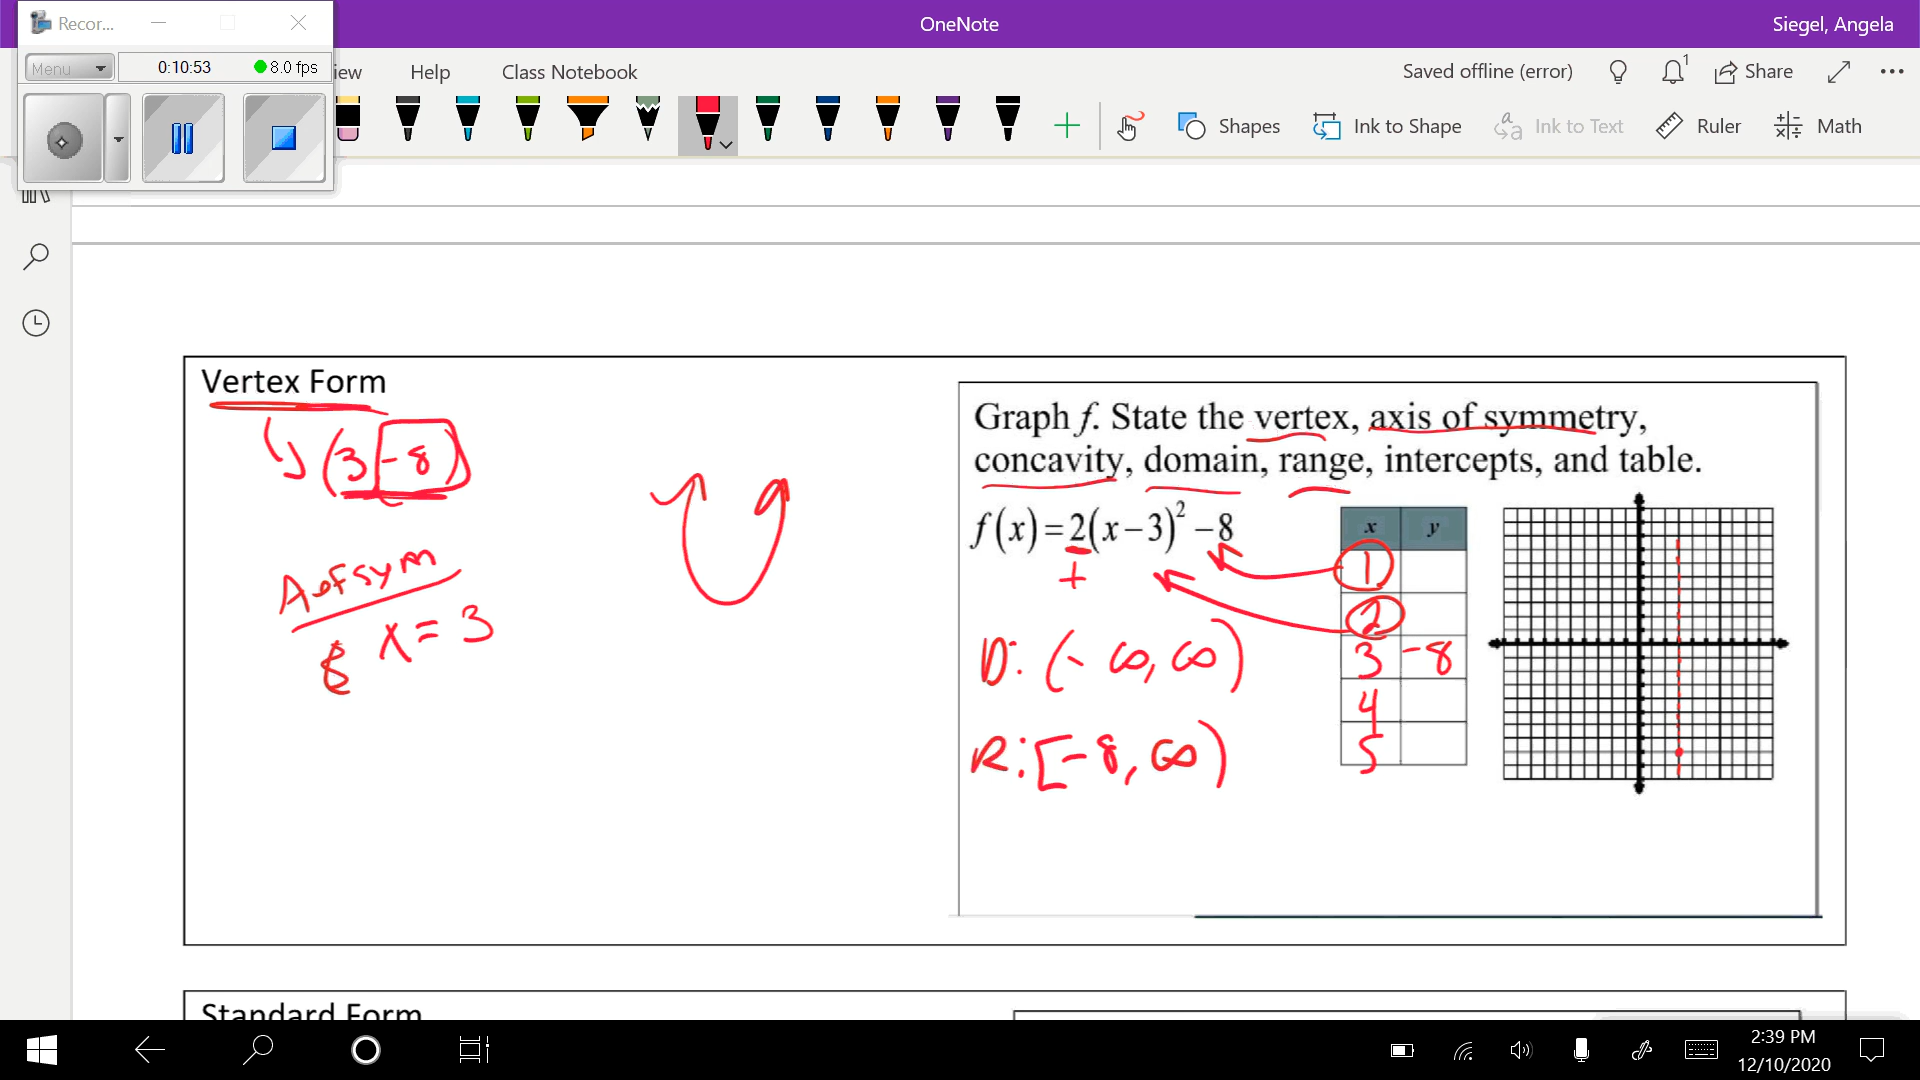 Recor...
OneNote
Siegel, Angela
Menu
0:10:53
8.0 fps
iew
Help
Class Notebook
Saved offline (error)
1
Share
Shapes
Ink to Shape
Ink to Text
Ruler
Math
Vertex Form
(3, -8)
A of sym
x = 3
Graph f. State the vertex, axis of symmetry,
concavity, domain, range, intercepts, and table.
f(x) = 2(x-3)² -8
+
D: (-∞, ∞)
R: [-8, ∞)
x y
1
2
3 -8
4
5
Standard Form
2:39 PM
12/10/2020